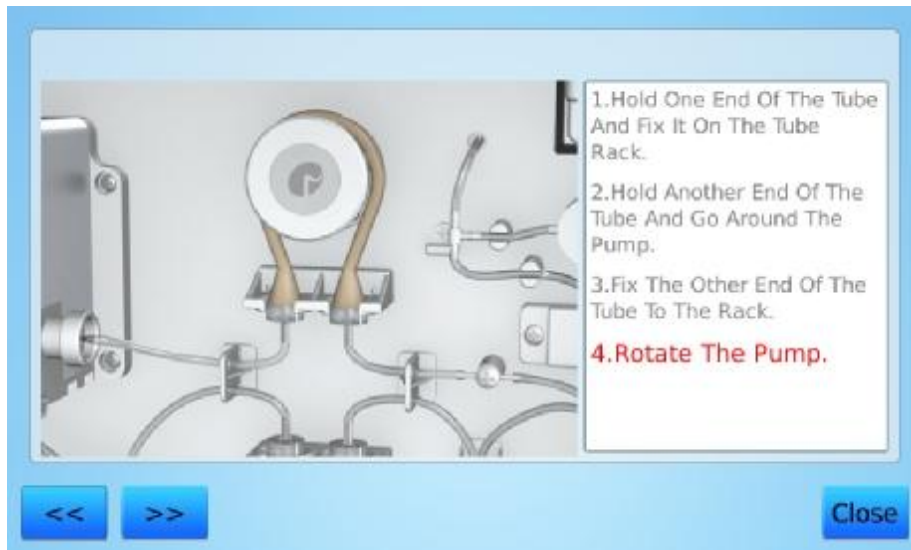 1.Hold One End Of The Tube
And Fix It On The Tube
Rack.
2.Hold Another End Of The
Tube And Go Around The
Pump.
3.Fix The Other End Of The
Tube To The Rack.
4.Rotate The Pump.
<< >> Close